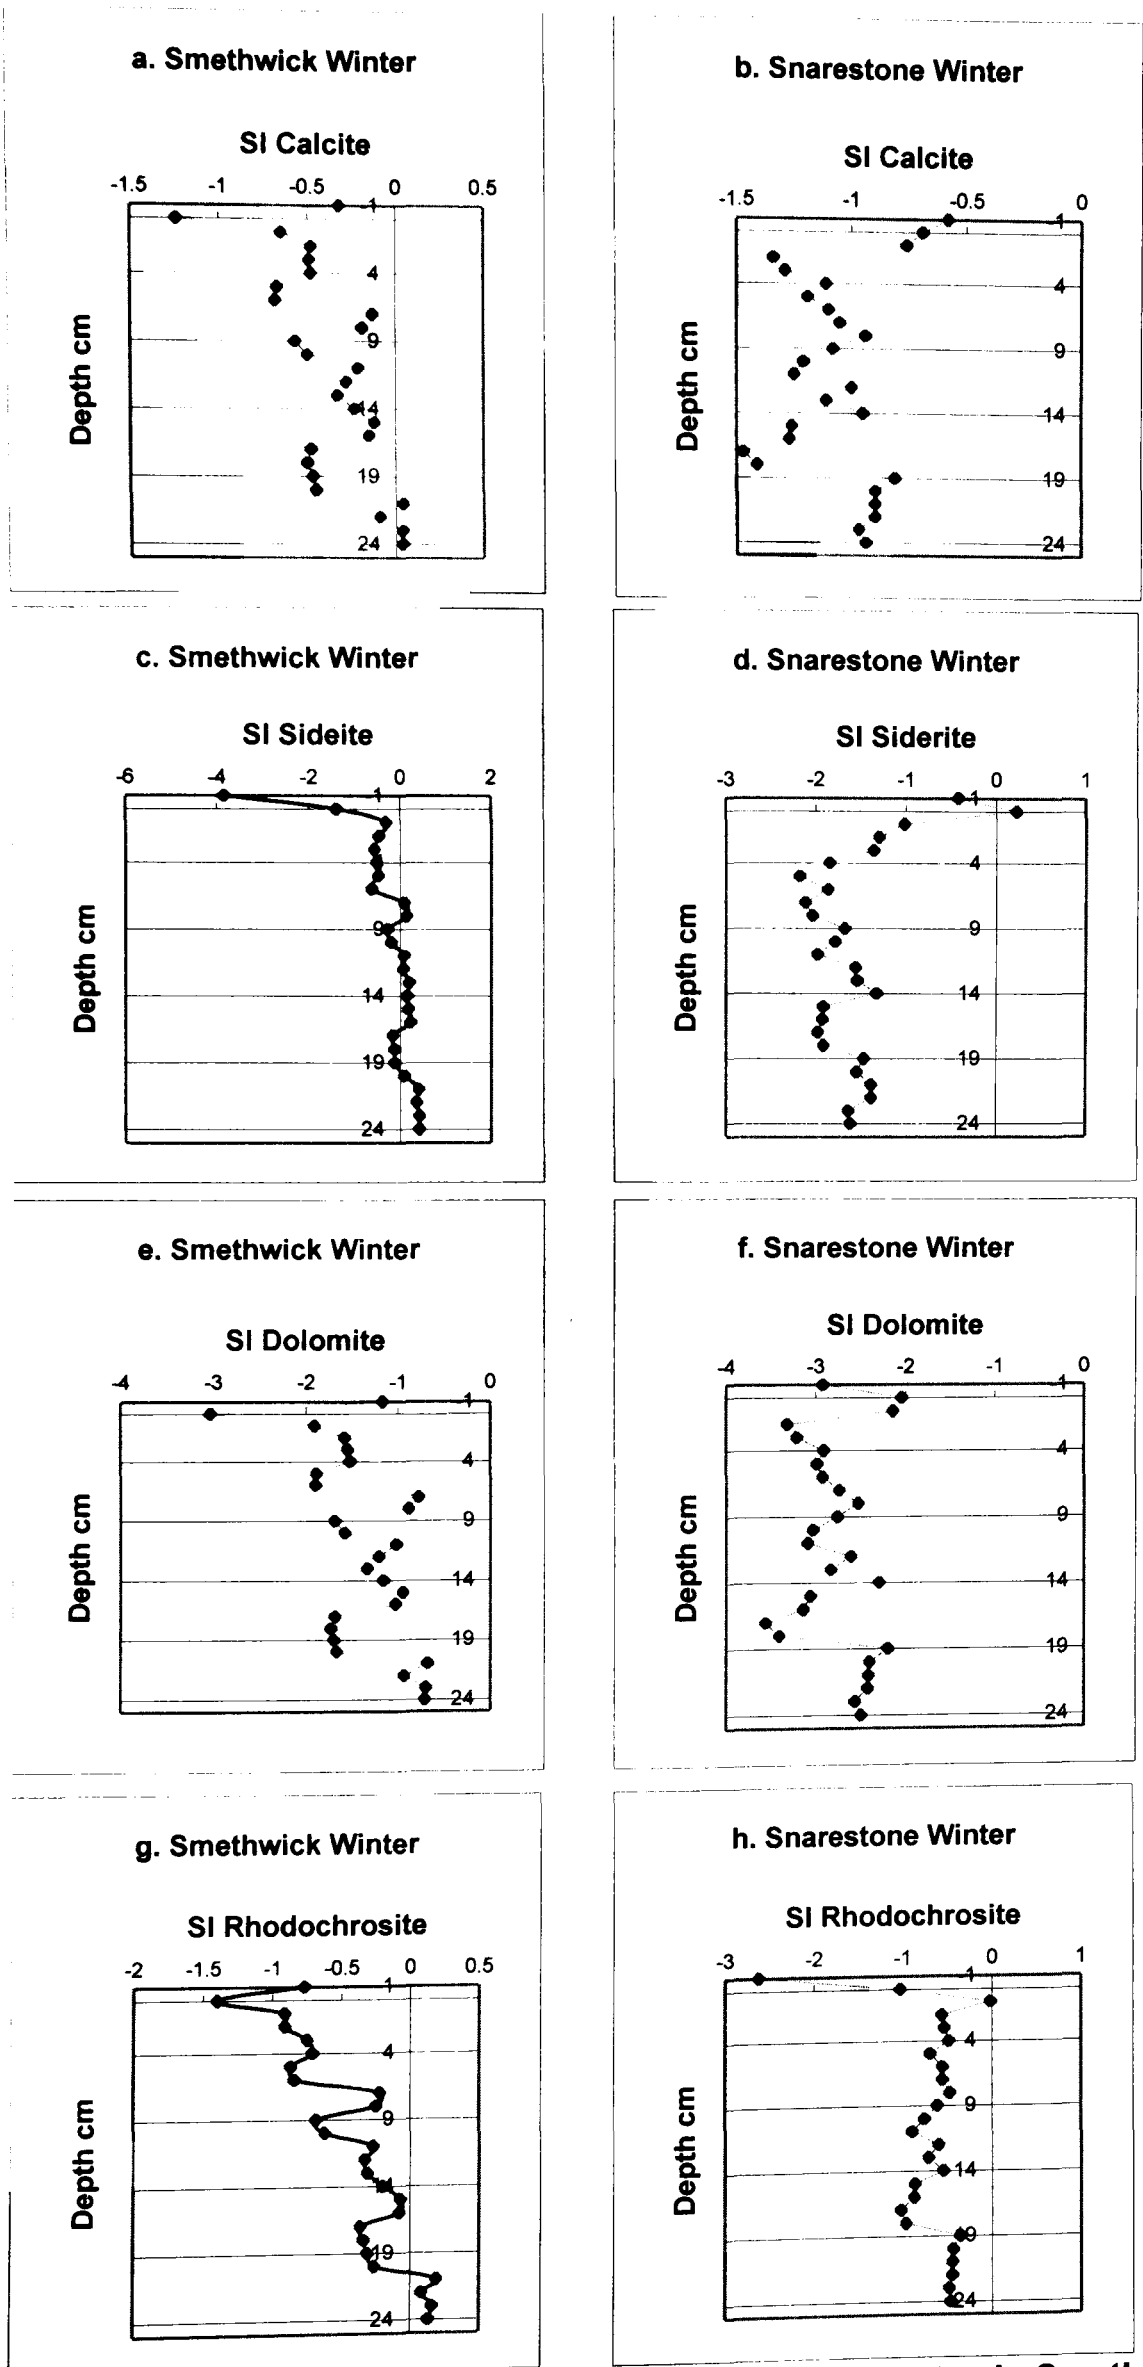 a. Smethwick Winter
SI Calcite
-1.5 -1 -0.5 0 0.5
1
4
9
14
19
24
Depth cm
b. Snarestone Winter
SI Calcite
-1.5 -1 -0.5 0
1
4
9
14
19
24
Depth cm
c. Smethwick Winter
SI Sideite
-6 -4 -2 0 2
1
9
14
19
24
Depth cm
d. Snarestone Winter
SI Siderite
-3 -2 -1 0 1
1
4
9
14
19
24
Depth cm
e. Smethwick Winter
SI Dolomite
-4 -3 -2 -1 0
1
4
9
14
19
24
Depth cm
f. Snarestone Winter
SI Dolomite
-4 -3 -2 -1 0
1
4
9
14
19
24
Depth cm
g. Smethwick Winter
SI Rhodochrosite
-2 -1.5 -1 -0.5 0 0.5
1
4
9
19
24
Depth cm
h. Snarestone Winter
SI Rhodochrosite
-3 -2 -1 0 1
1
4
9
14
19
24
Depth cm